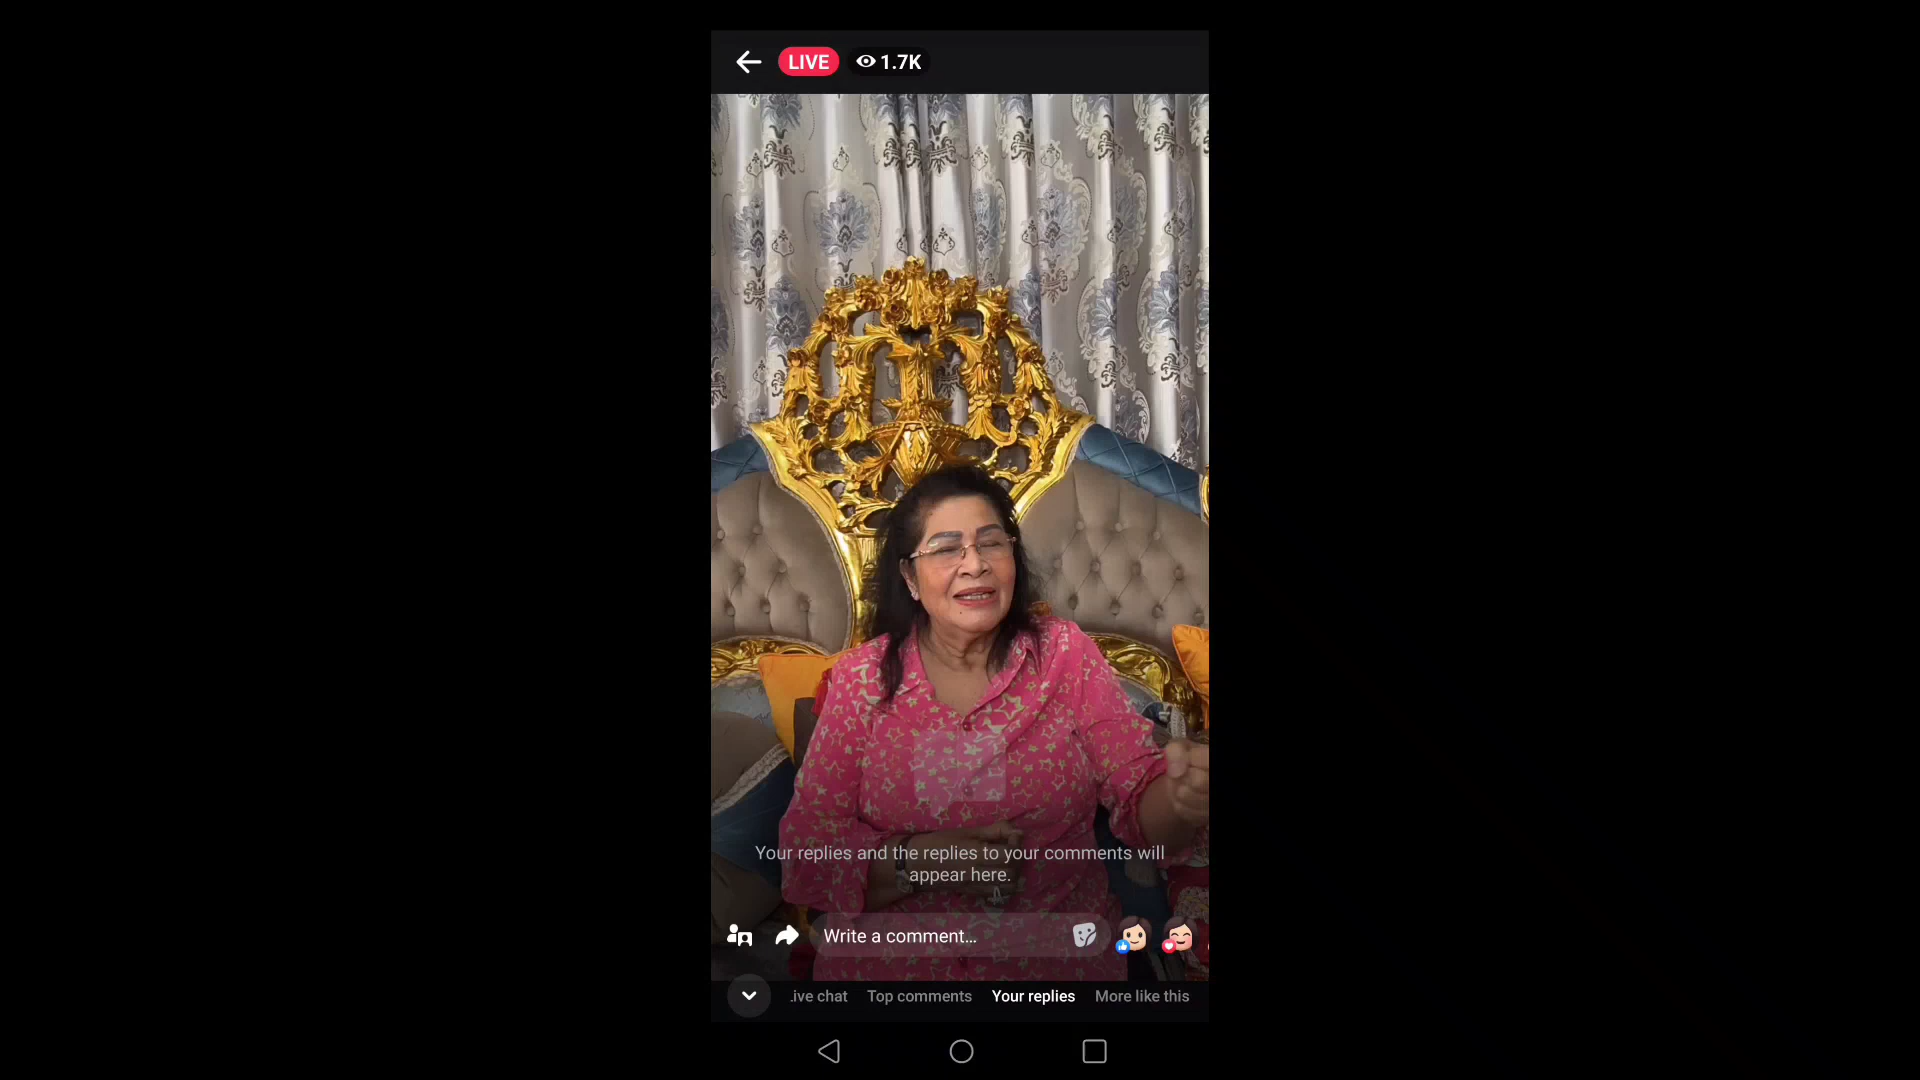 LIVE 1.7K
Your replies and the replies to your comments will
appear here.
Write a comment...
ive chat Top comments Your replies More like this